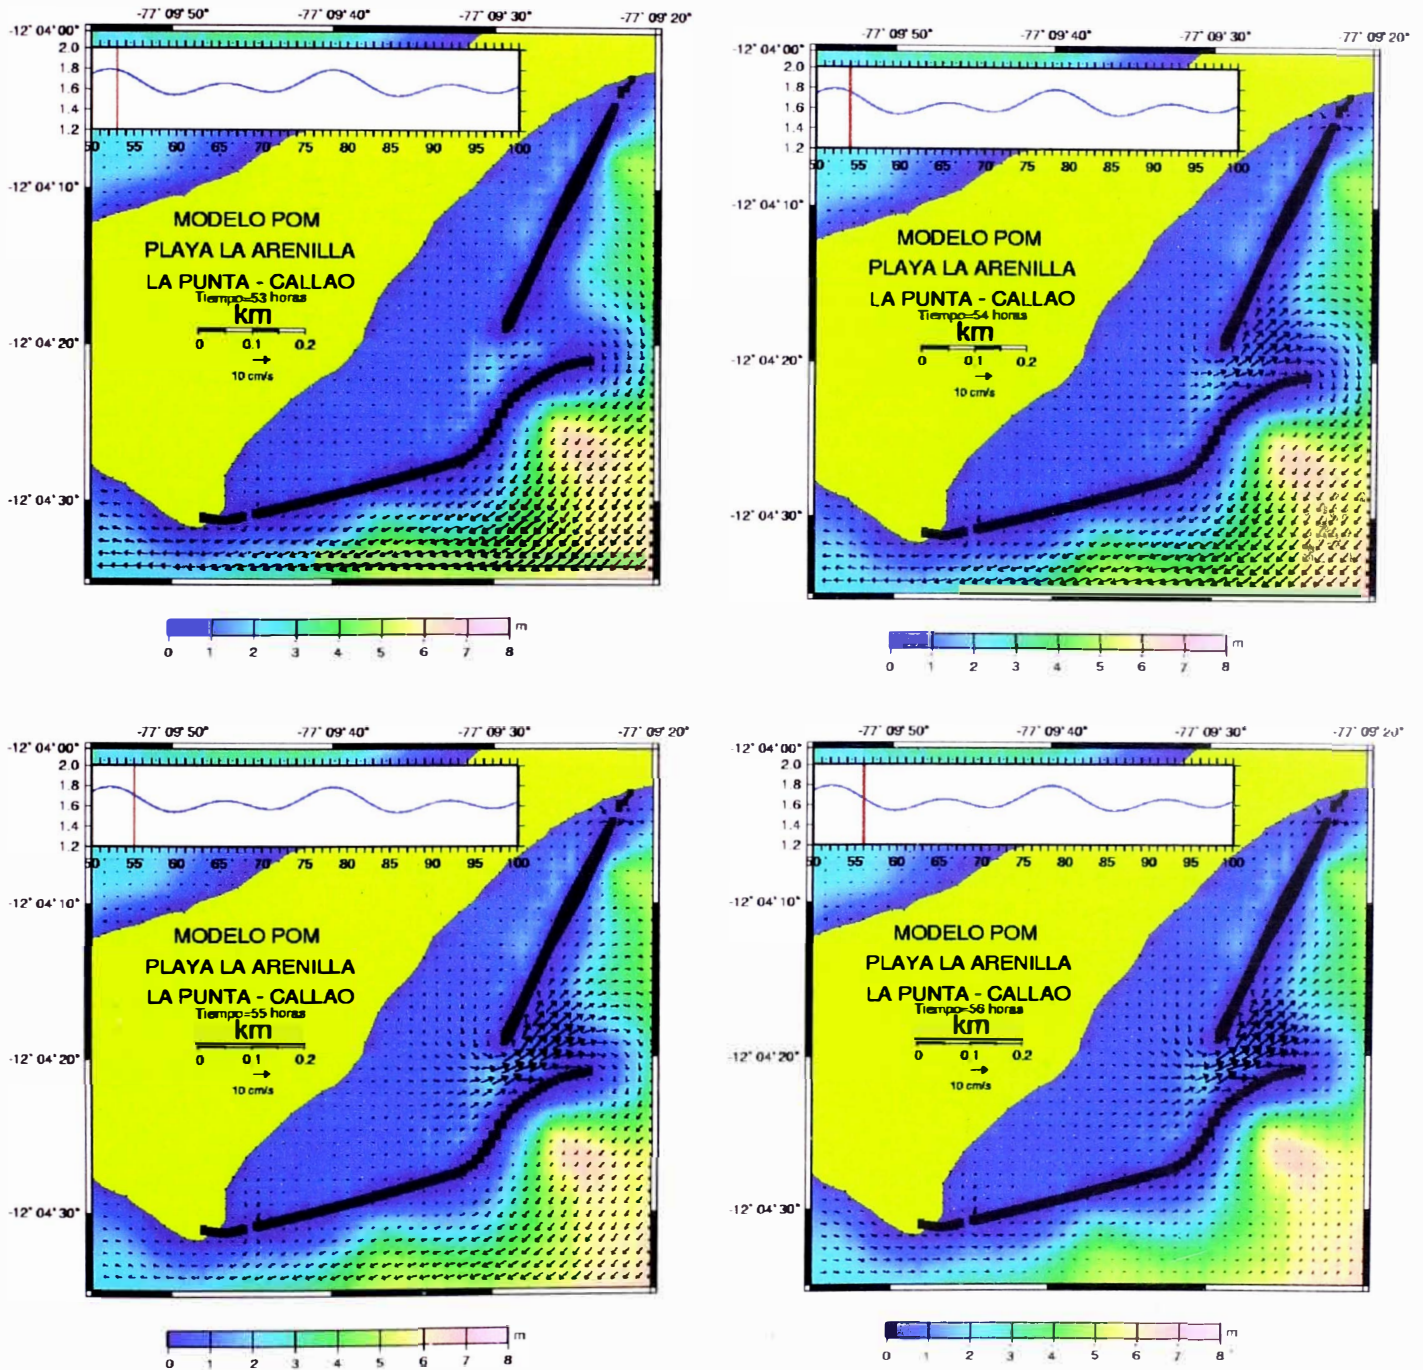 -77° 09' 50" -77° 09' 40" -77° 09' 30" -77° 09' 20"
-12° 04' 00"
2.0
1.8
1.6
1.4
1.2
50 55 60 65 70 75 80 85 90 95 100
-12° 04' 10"
MODELO POM
PLAYA LA ARENILLA
LA PUNTA - CALLAO
Tiempo=53 horas
km
0 0.1 0.2
-12° 04' 20"
10 cm/s
-12° 04' 30"
m
0 1 2 3 4 5 6 7 8
-77° 09' 50" -77° 09' 40" -77° 09' 30" -77° 09' 20"
-12° 04' 00"
2.0
1.8
1.6
1.4
1.2
50 55 60 65 70 75 80 85 90 95 100
-12° 04' 10"
MODELO POM
PLAYA LA ARENILLA
LA PUNTA - CALLAO
Tiempo=54 horas
km
0 0.1 0.2
-12° 04' 20"
10 cm/s
-12° 04' 30"
m
0 1 2 3 4 5 6 7 8
-77° 09' 50" -77° 09' 40" -77° 09' 30" -77° 09' 20"
-12° 04' 00"
2.0
1.8
1.6
1.4
1.2
50 55 60 65 70 75 80 85 90 95 100
-12° 04' 10"
MODELO POM
PLAYA LA ARENILLA
LA PUNTA - CALLAO
Tiempo=55 horas
km
0 0.1 0.2
-12° 04' 20"
10 cm/s
-12° 04' 30"
m
0 1 2 3 4 5 6 7 8
-77° 09' 50" -77° 09' 40" -77° 09' 30" -77° 09' 20"
-12° 04' 00"
2.0
1.8
1.6
1.4
1.2
50 55 60 65 70 75 80 85 90 95 100
-12° 04' 10"
MODELO POM
PLAYA LA ARENILLA
LA PUNTA - CALLAO
Tiempo=56 horas
km
0 0.1 0.2
-12° 04' 20"
10 cm/s
-12° 04' 30"
m
0 1 2 3 4 5 6 7 8